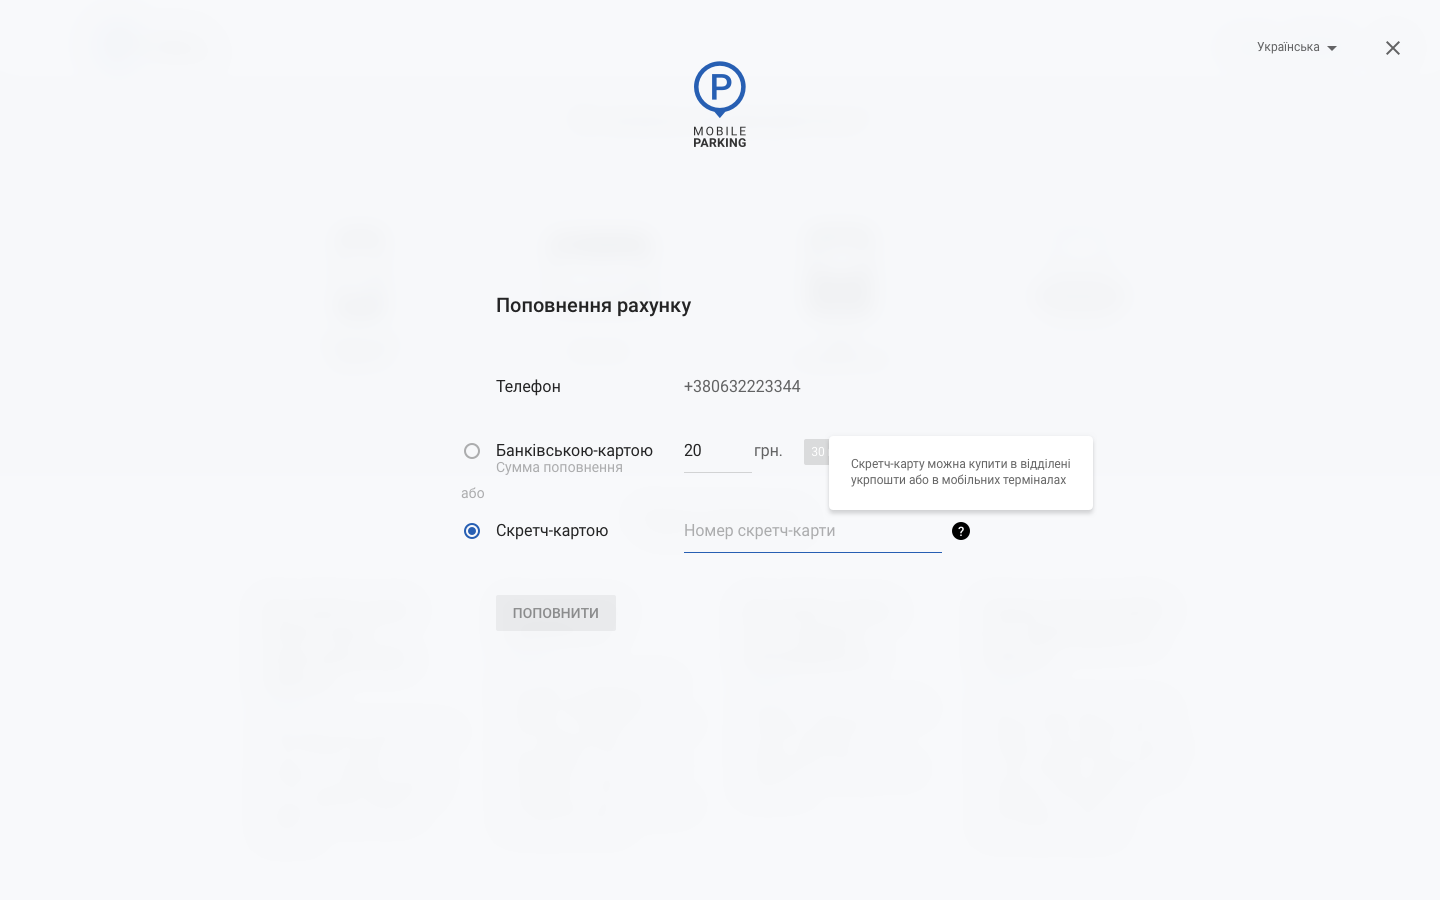 Українська
P
MOBILE
PARKING
Поповнення рахунку
Телефон
+380632223344
Банківською-картою
20
грн.
30
Сумма поповнення
Скретч-карту можна купити в відділені
укрпошти або в мобільних терміналах
або
Скретч-картою
Номер скретч-карти
?
ПОПОВНИТИ